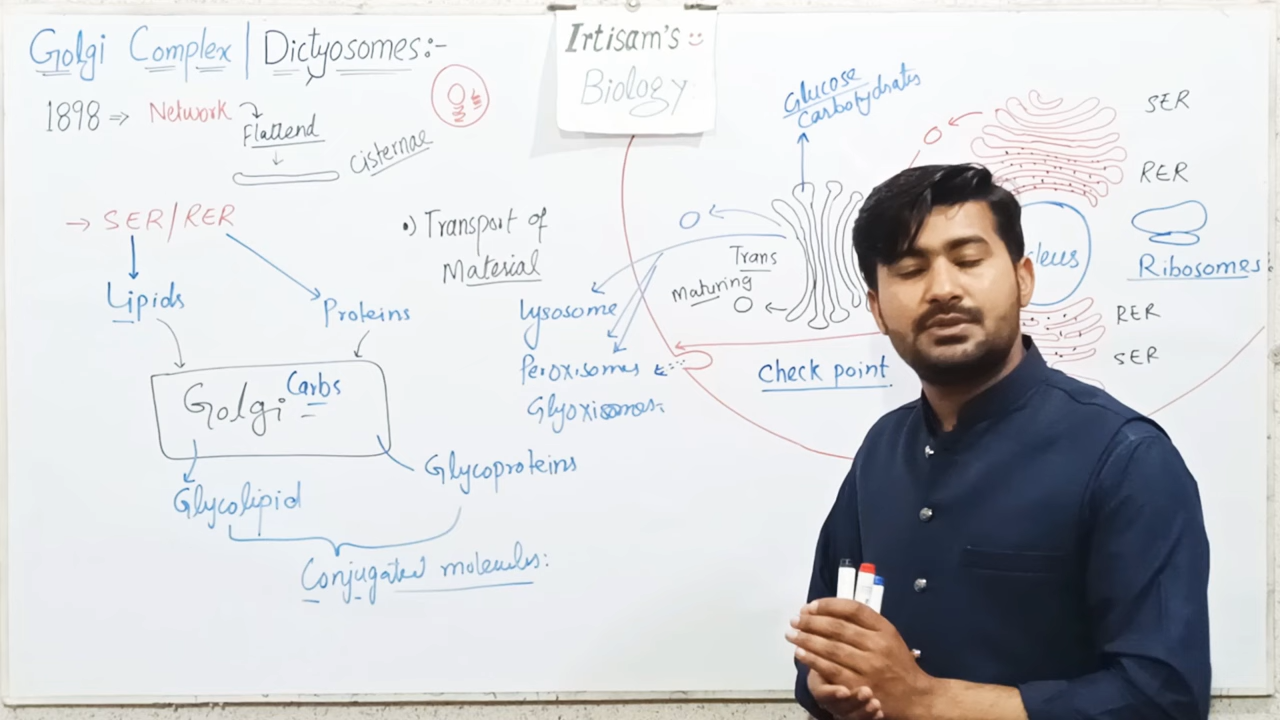 Golgi Complex | Dictyosomes:-
1898 ⇒ Network
Flattend
Cisternae
→ SER/RER
Lipids
Proteins
Golgi Carbs
Glycolipid
Glycoproteins
Conjugated molecules:
•) Transport of
Material
Irtisam's
Biology
Glucose
Carbohydrates
Trans
Maturing
Lysosome
Peroxisomes
Glyoxisomes.
Check point
SER
RER
cleus
Ribosomes:
RER
SER